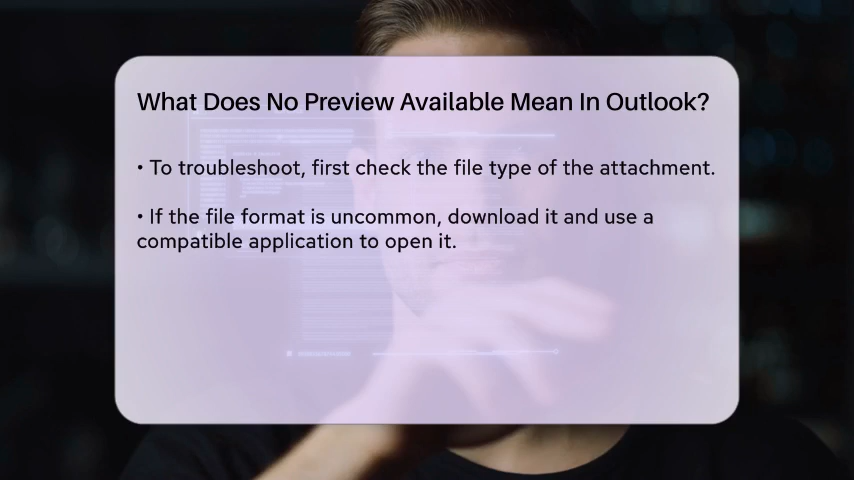 What Does No Preview Available Mean In Outlook?
• To troubleshoot, first check the file type of the attachment.
• If the file format is uncommon, download it and use a
compatible application to open it.